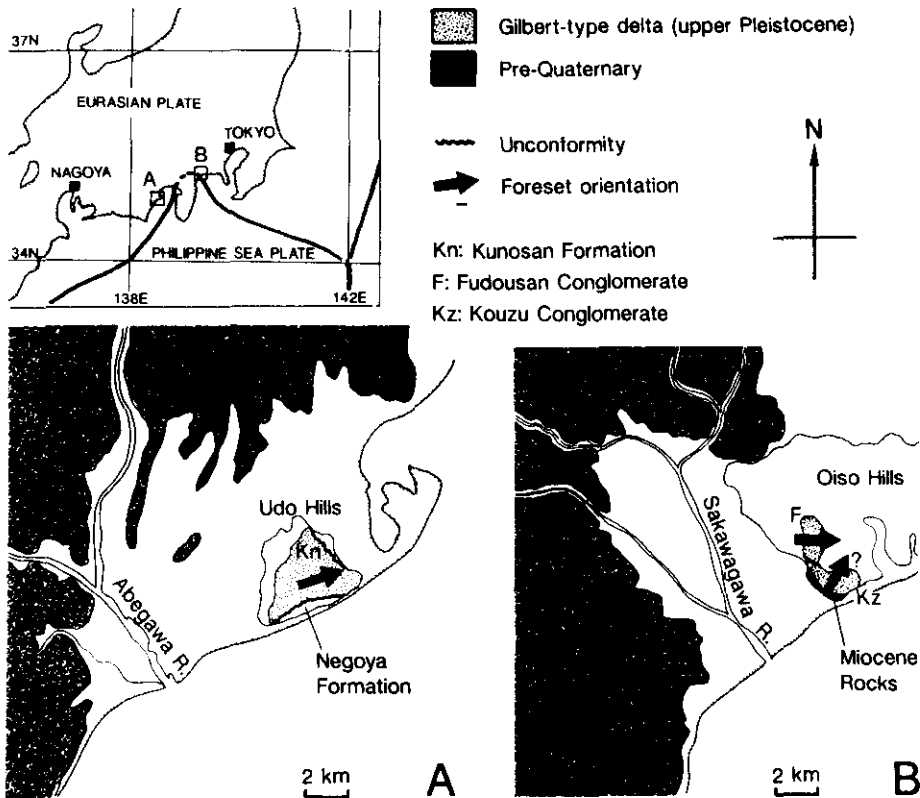 37N
EURASIAN PLATE
TOKYO
NAGOYA
A
B
34N
PHILIPPINE SEA PLATE
138E
142E
Gilbert-type delta (upper Pleistocene)
Pre-Quaternary
Unconformity
Foreset orientation
Kn: Kunosan Formation
F: Fudousan Conglomerate
Kz: Kouzu Conglomerate
N
Udo Hills
Kn
Abegawa R.
Negoya
Formation
2 km
A
Oiso Hills
Sakawagawa R.
F
?
Kz
Miocene
Rocks
2 km
B